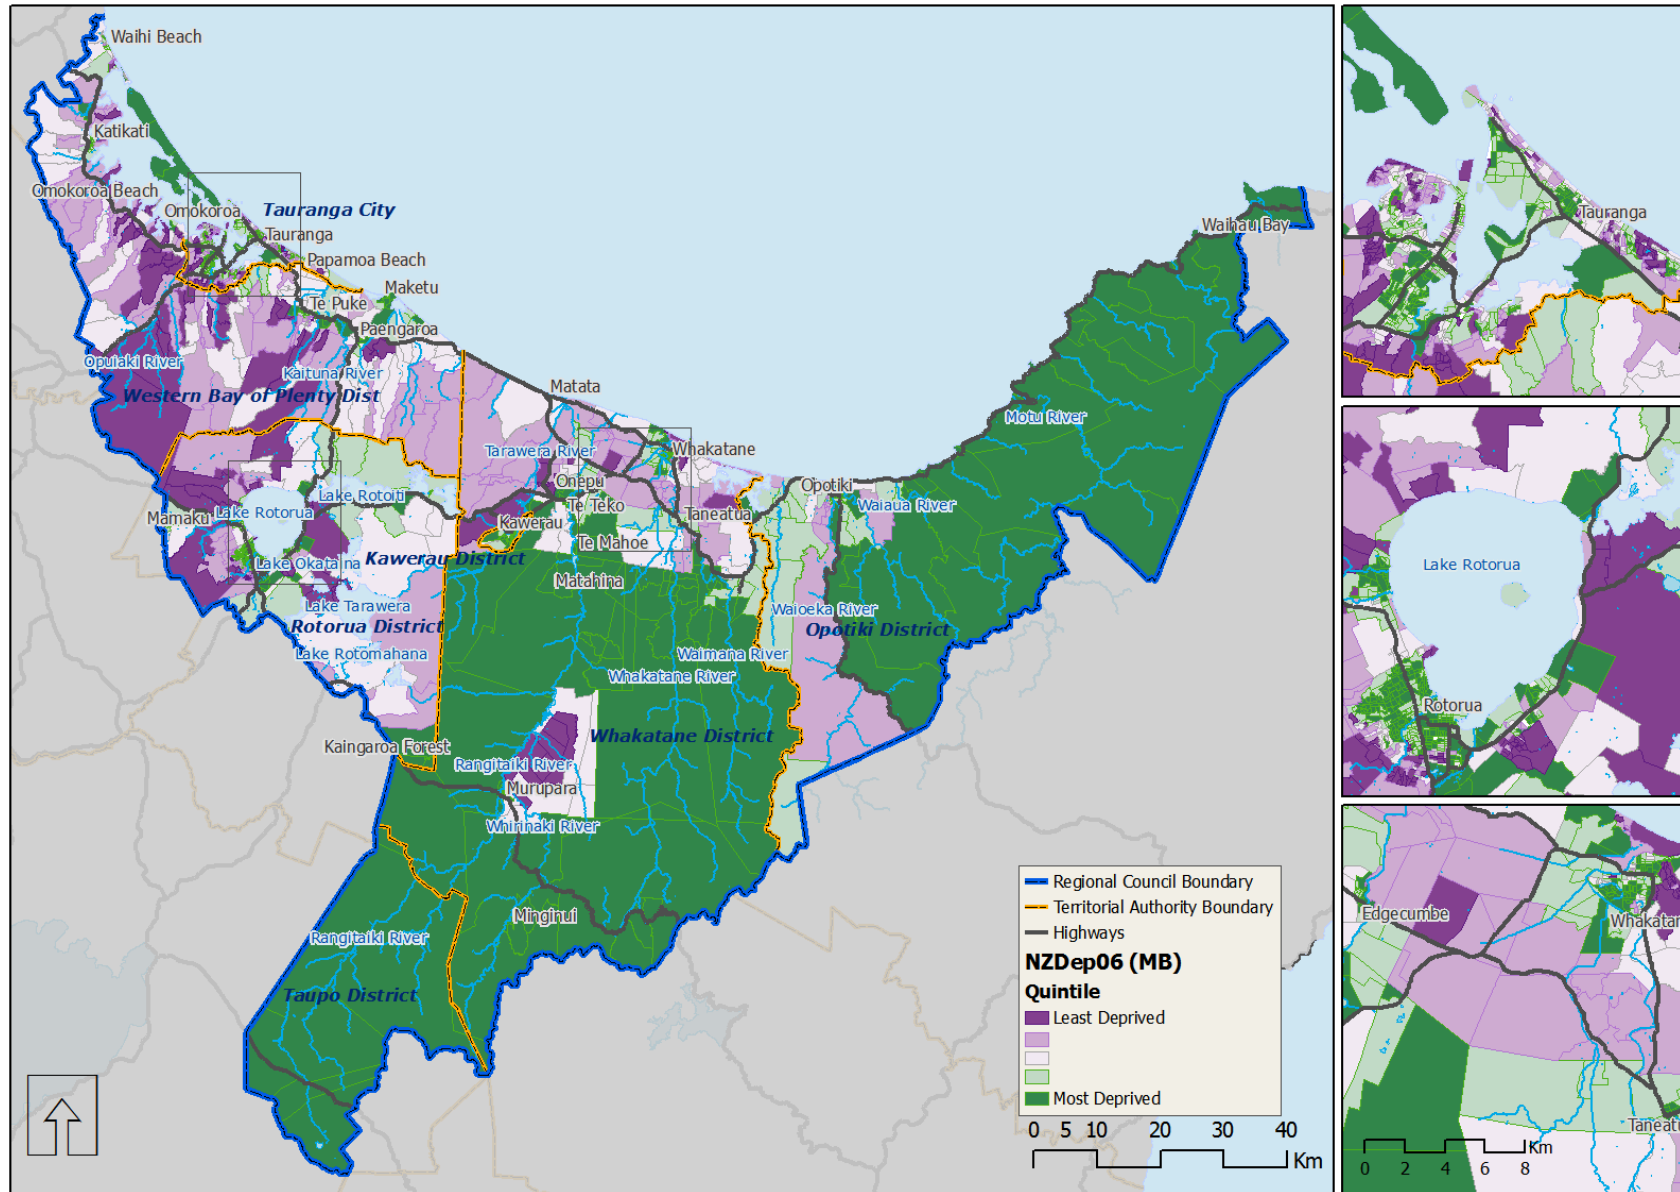 Waihi Beach
Katikati
Omokoroa Beach
Omokoroa
Tauranga City
Tauranga
Papamoa Beach
Maketu
Te Puke
Paengaroa
Opuiaki River
Kaituna River
Western Bay of Plenty Dist
Matata
Tarawera River
Whakatane
Waihau Bay
Motu River
Lake Rotoiti
Onepu
Opotiki
Mamaku
Lake Rotorua
Te Teko
Taneatua
Waiaua River
Kawerau
Te Mahoe
Lake Okataina
Kawerau District
Matahina
Lake Tarawera
Waioeka River
Rotorua District
Opotiki District
Lake Rotomahana
Waimana River
Whakatane River
Kaingaroa Forest
Whakatane District
Rangitaiki River
Murupara
Whirinaki River
Minginui
Rangitaiki River
Taupo District
Regional Council Boundary
Territorial Authority Boundary
Highways
NZDep06 (MB)
Quintile
Least Deprived
Most Deprived
0 5 10 20 30 40
Km
Tauranga
Lake Rotorua
Rotorua
Edgecumbe
Whakatan
Taneatu
Km
0 2 4 6 8